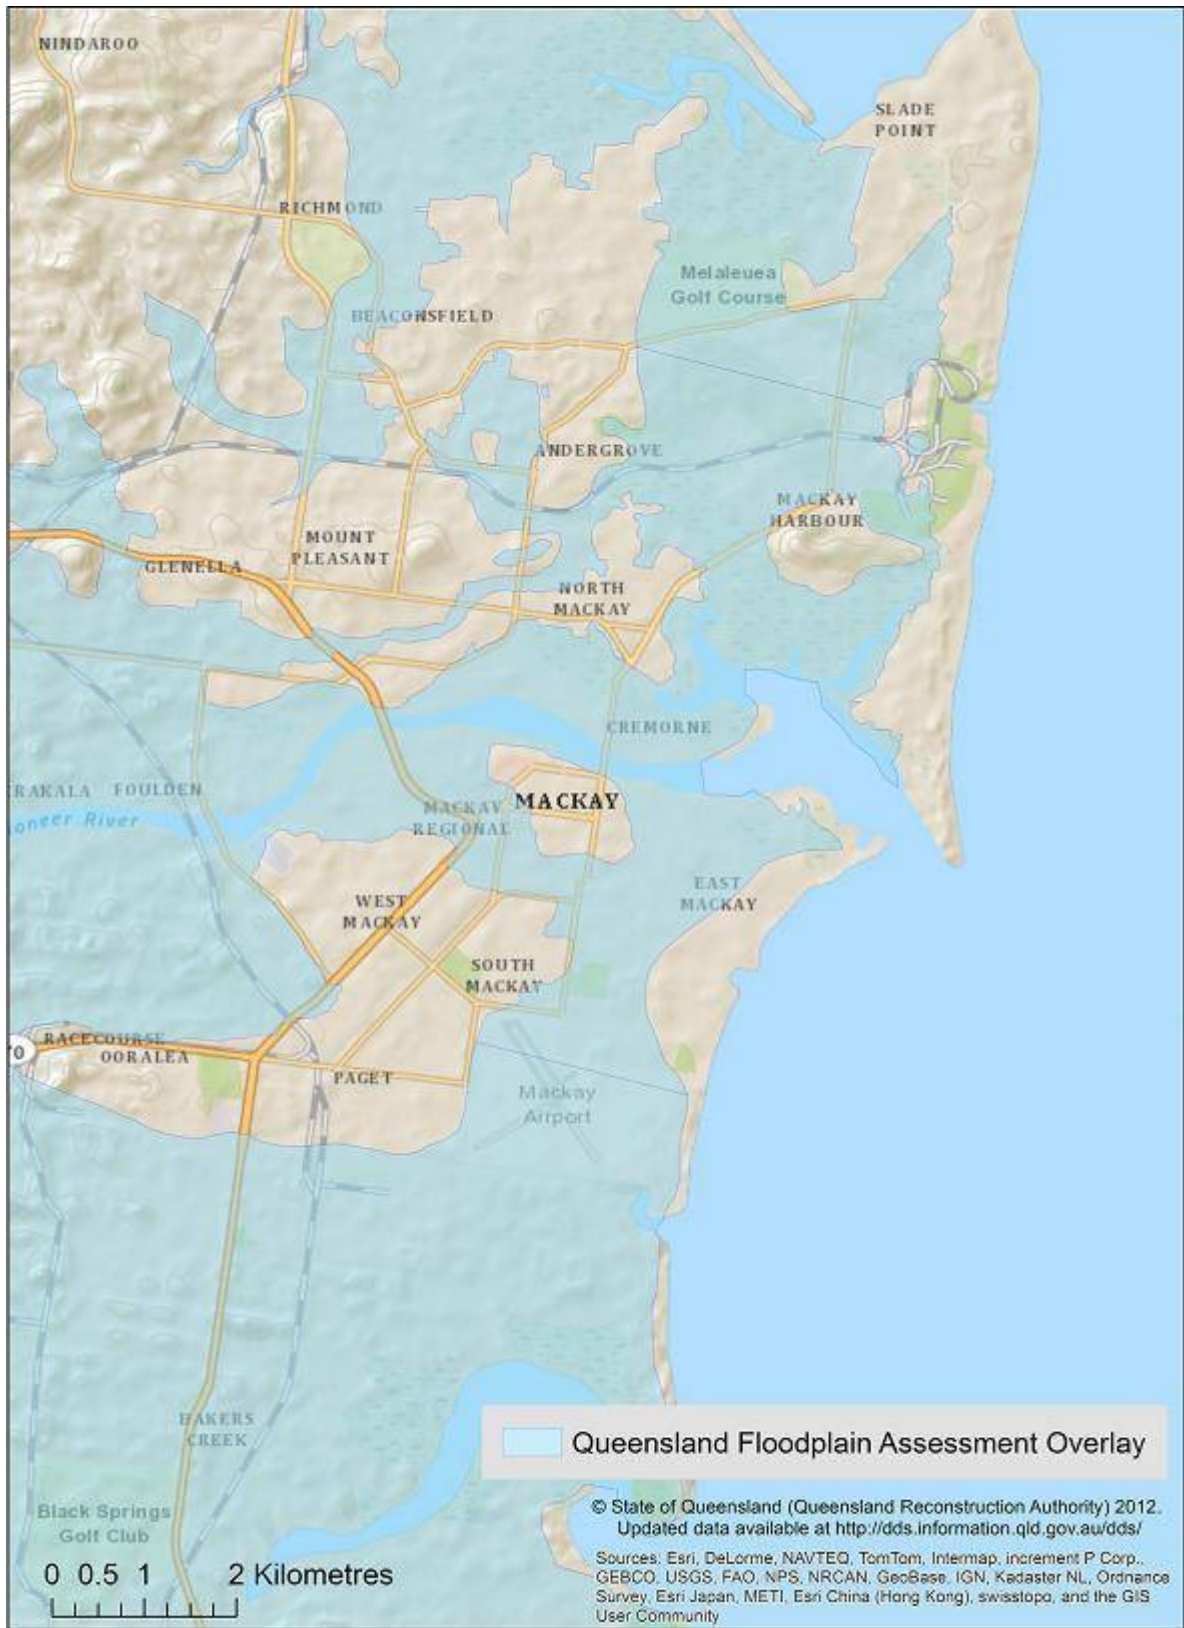 NINDAROO
SLADE
POINT
RICHMOND
Melaleuea
Golf Course
BEACONSFIELD
ANDERGROVE
MACKAY
HARBOUR
MOUNT
PLEASANT
GLENELLA
NORTH
MACKAY
CREMORNE
RAKALA FOULDEN
MACKAY
MACKAY
REGIONAL
oneer River
EAST
MACKAY
WEST
MACKAY
SOUTH
MACKAY
RACECOURSE
OORALEA
70
PAGET
Mackay
Airport
BAKERS
CREEK
Queensland Floodplain Assessment Overlay
Black Springs
Golf Club
© State of Queensland (Queensland Reconstruction Authority) 2012.
Updated data available at http://dds.information.qld.gov.au/dds/
0 0.5 1 2 Kilometres
Sources: Esri, DeLorme, NAVTEQ, TomTom, Intermap, increment P Corp.,
GEBCO, USGS, FAO, NPS, NRCAN, GeoBase, IGN, Kadaster NL, Ordnance
Survey, Esri Japan, METI, Esri China (Hong Kong), swisstopo, and the GIS
User Community